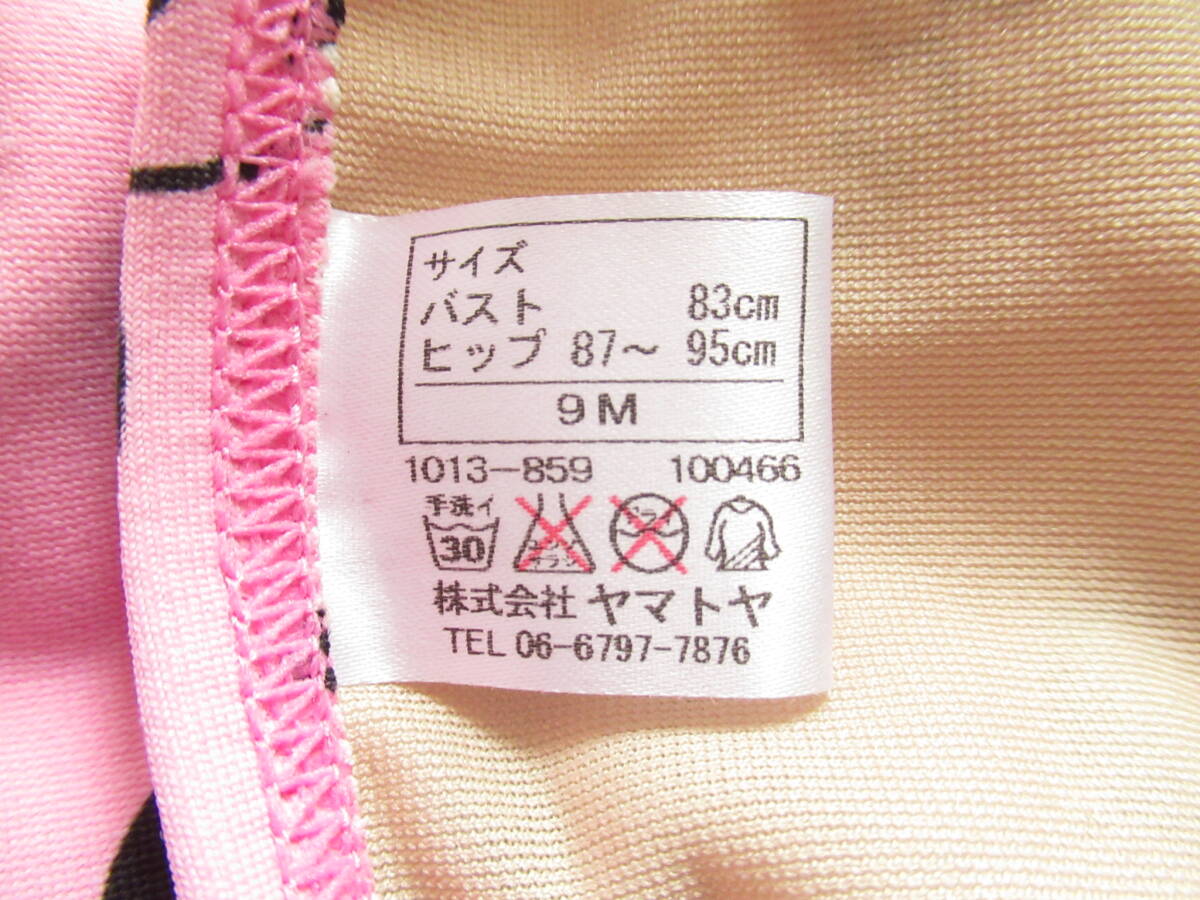 サイズ
バスト 83cm
ヒップ 87～ 95cm
9M
1013-859 100466
手洗イ
30
株式会社 ヤマトヤ
TEL 06-6797-7876